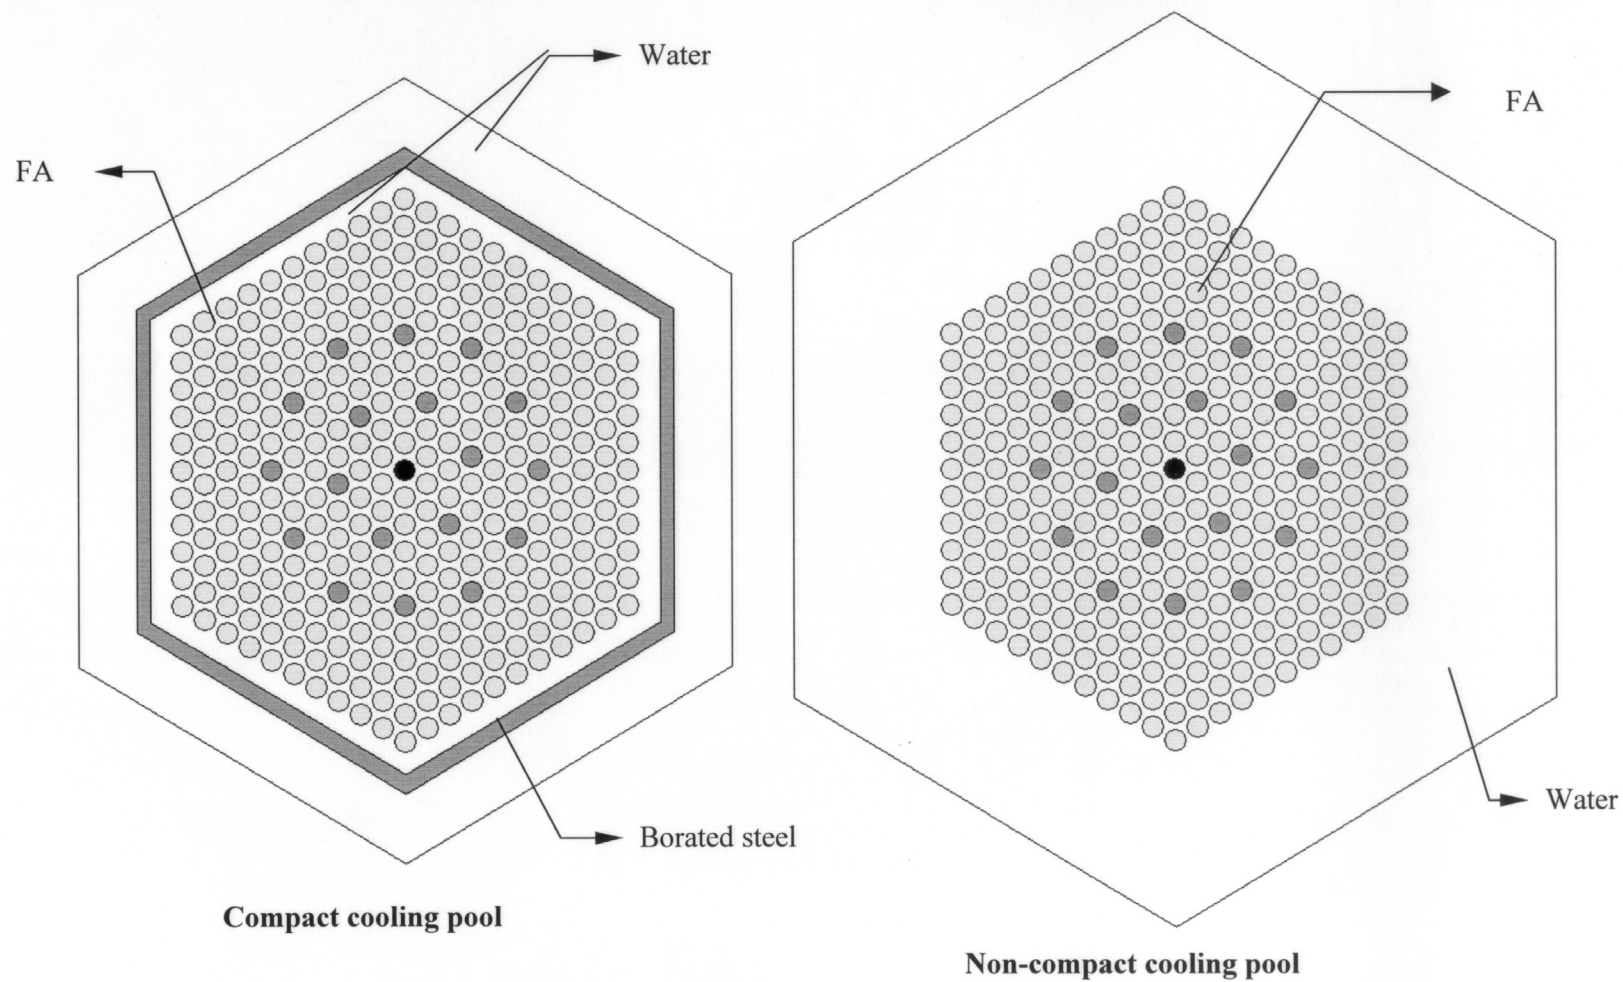 Water
FA
FA
Water
Borated steel
Compact cooling pool
Non-compact cooling pool